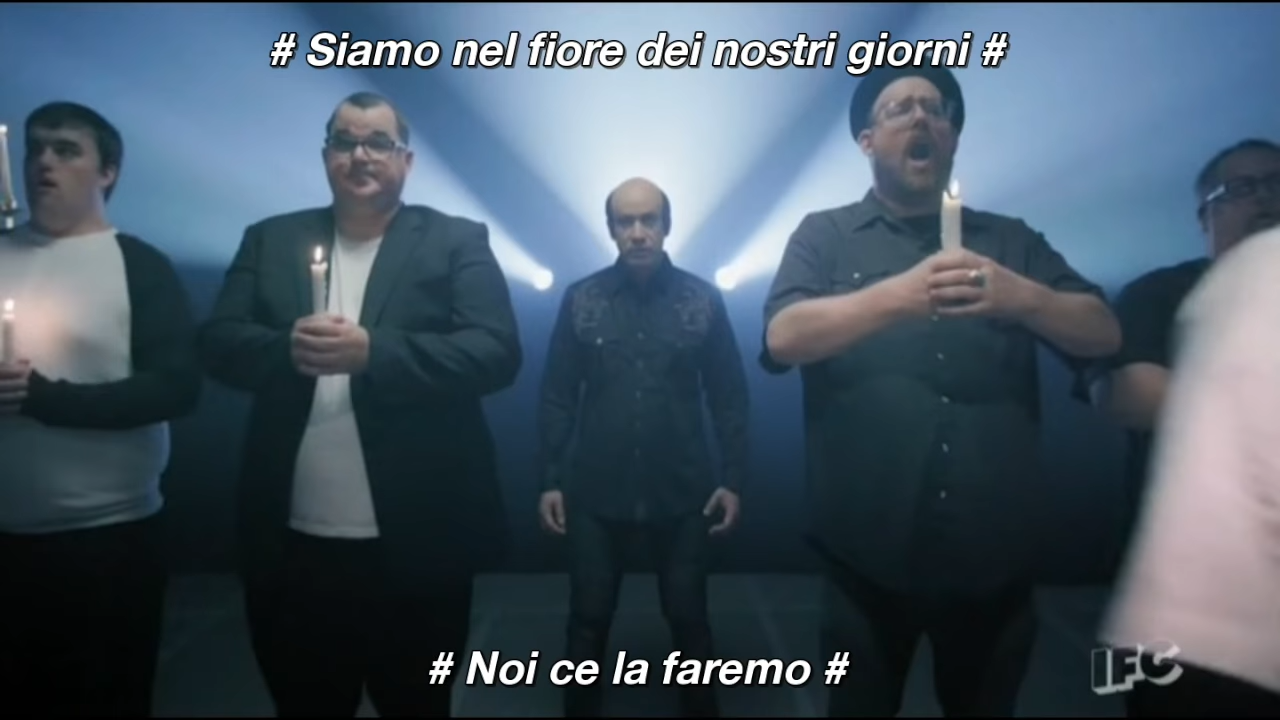 # Siamo nel fiore dei nostri giorni #
# Noi ce la faremo #
IFC